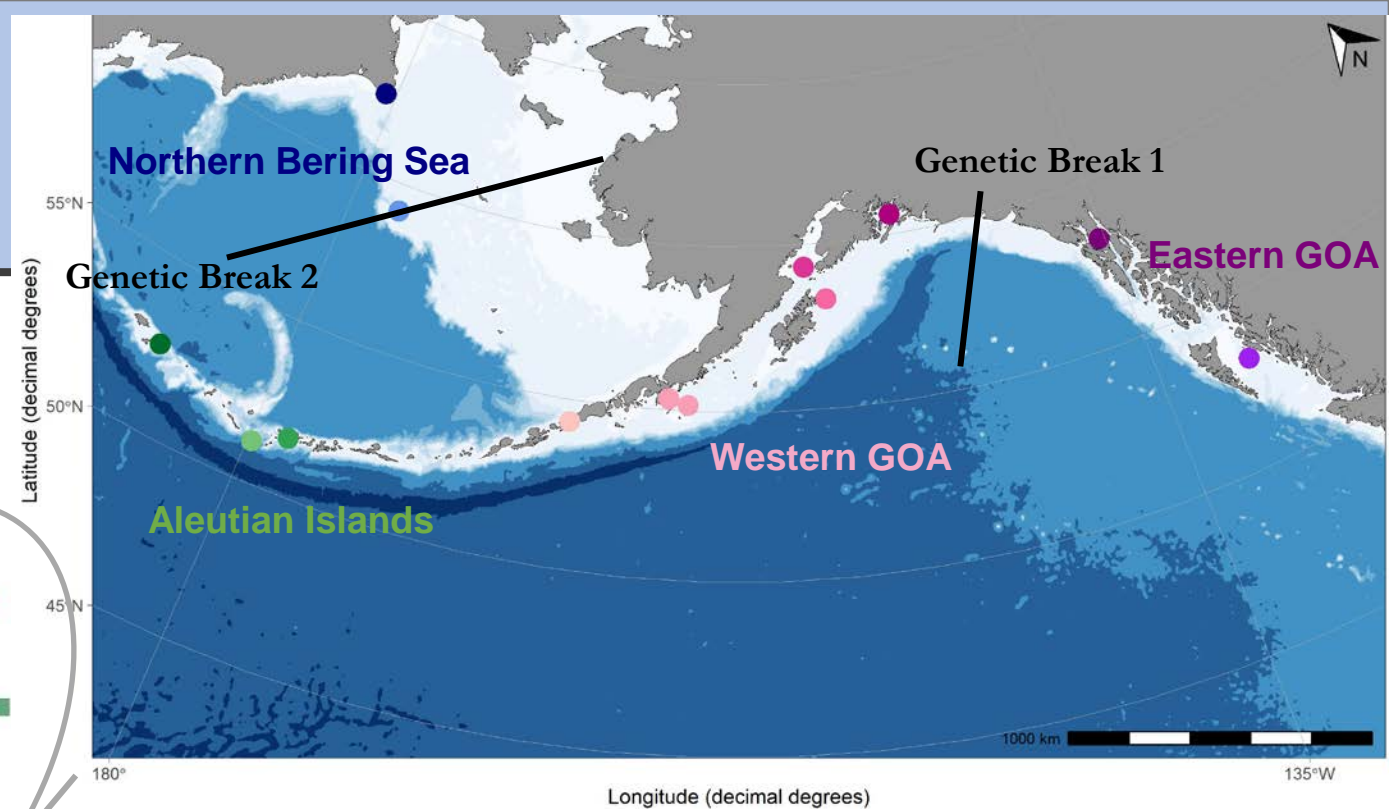 N
Northern Bering Sea
Genetic Break 1
55°N
Eastern GOA
Genetic Break 2
Latitude (decimal degrees)
50°N
Western GOA
Aleutian Islands
45°N
1000 km
180°
135°W
Longitude (decimal degrees)